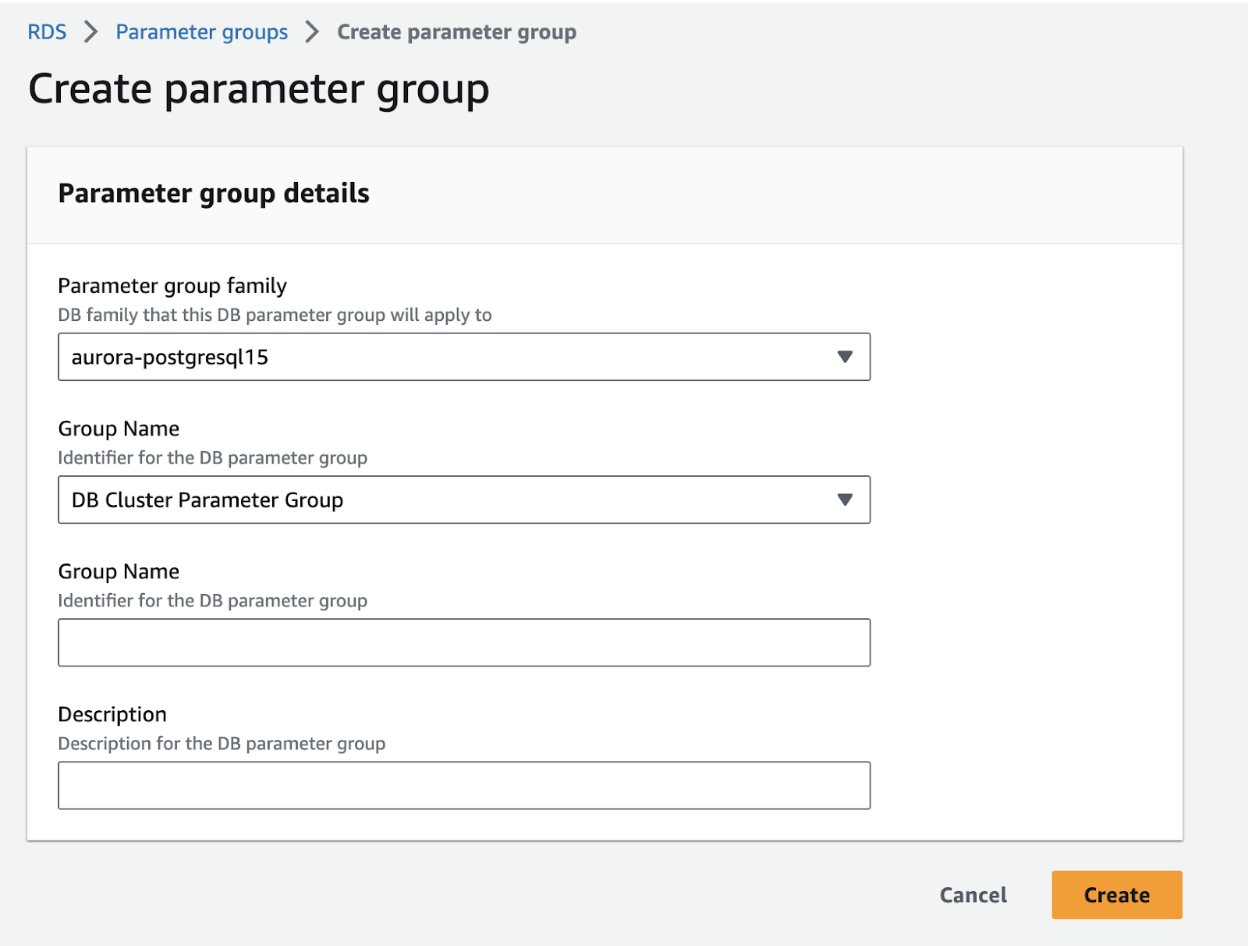 RDS > Parameter groups > Create parameter group
Create parameter group
Parameter group details
Parameter group family
DB family that this DB parameter group will apply to
aurora-postgresql15
Group Name
Identifier for the DB parameter group
DB Cluster Parameter Group
Group Name
Identifier for the DB parameter group
Description
Description for the DB parameter group
Cancel Create